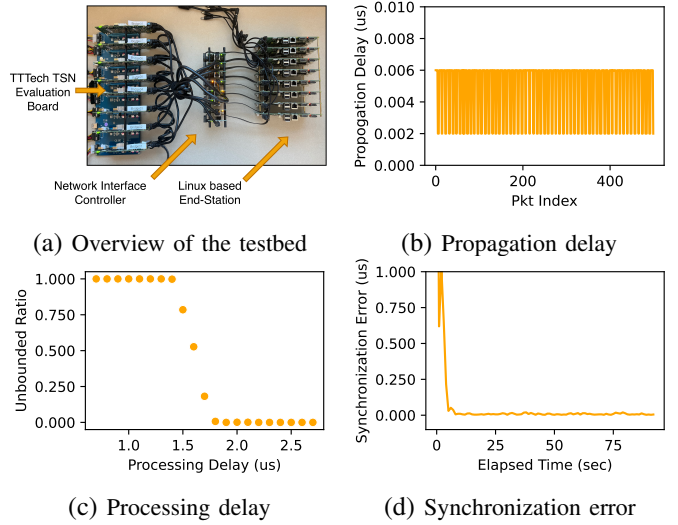 TTTech TSN
Evaluation
Board
Network Interface
Controller
Linux based
End-Station
(a) Overview of the testbed
Propogation Delay (us)
0.010
0.008
0.006
0.004
0.002
0.000
0 200 400
Pkt Index
(b) Propagation delay
Unbounded Ratio
1.000
0.750
0.500
0.250
0.000
1.0 1.5 2.0 2.5
Processing Delay (us)
(c) Processing delay
Synchronization Error (us)
1.000
0.750
0.500
0.250
0.000
0 25 50 75
Elapsed Time (sec)
(d) Synchronization error